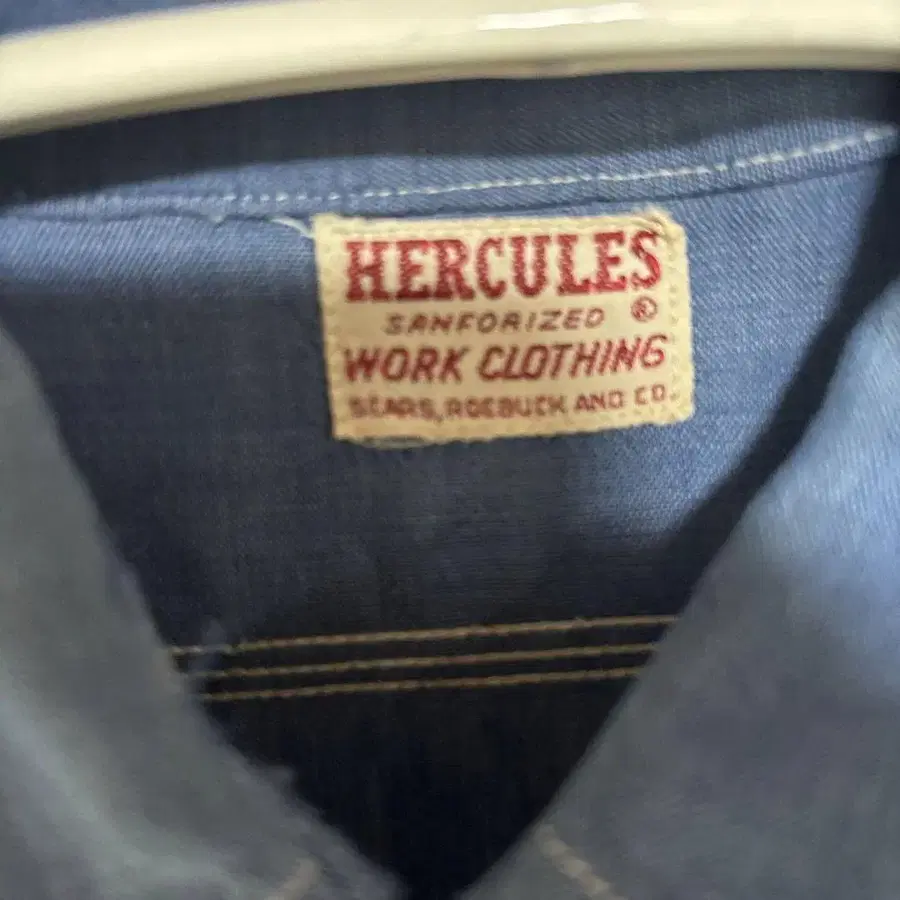 HERCULES
SANFORIZED ®
WORK CLOTHING
SEARS, ROEBUCK AND CO.